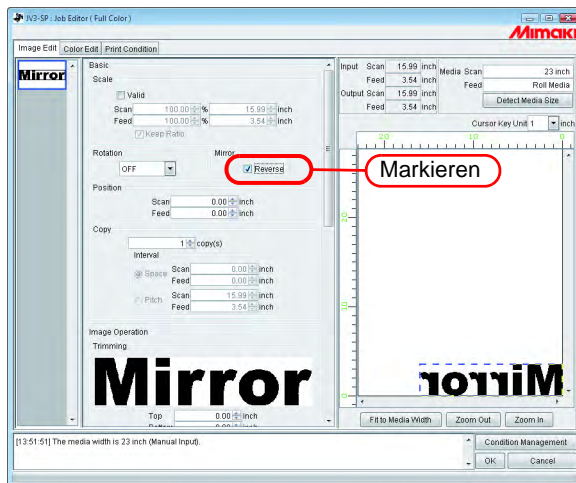 JV3-SP : Job Editor ( Full Color )
Mimaki
Image Edit Color Edit Print Condition
Mirror
Basic
Scale
Valid
Scan 100.00 % 15.99 inch
Feed 100.00 % 3.54 inch
Keep Ratio
Rotation Mirror
OFF Reverse
Markieren
Position
Scan 0.00 inch
Feed 0.00 inch
Copy
1 copy(s)
Interval
Space Scan 0.00 inch
Feed 0.00 inch
Pitch Scan 15.99 inch
Feed 3.54 inch
Image Operation
Trimming
Mirror
Top 0.00 inch
Input Scan 15.99 inch
Feed 3.54 inch
Output Scan 15.99 inch
Feed 3.54 inch
Media Scan 23 inch
Feed Roll Media
Detect Media Size
Cursor Key Unit 1 inch
20 10 0
20
10
0
Mirror
Fit to Media Width Zoom Out Zoom In
[13:51:51] The media width is 23 inch (Manual Input).
Condition Management
OK Cancel